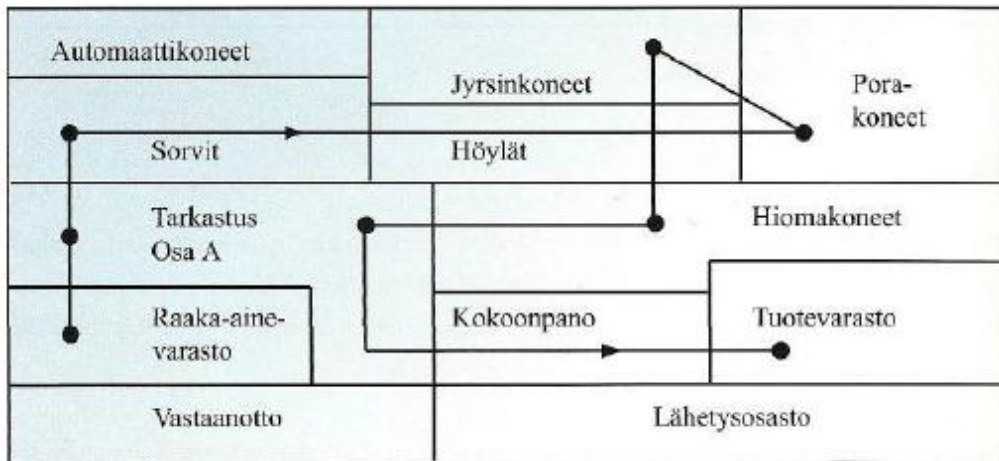 Automaattikoneet
Jyrsinkoneet
Pora-
koneet
Sorvit
Höylät
Tarkastus
Osa A
Hiomakoneet
Raaka-aine-
varasto
Kokoonpano
Tuotevarasto
Vastaanotto
Lähetysosasto